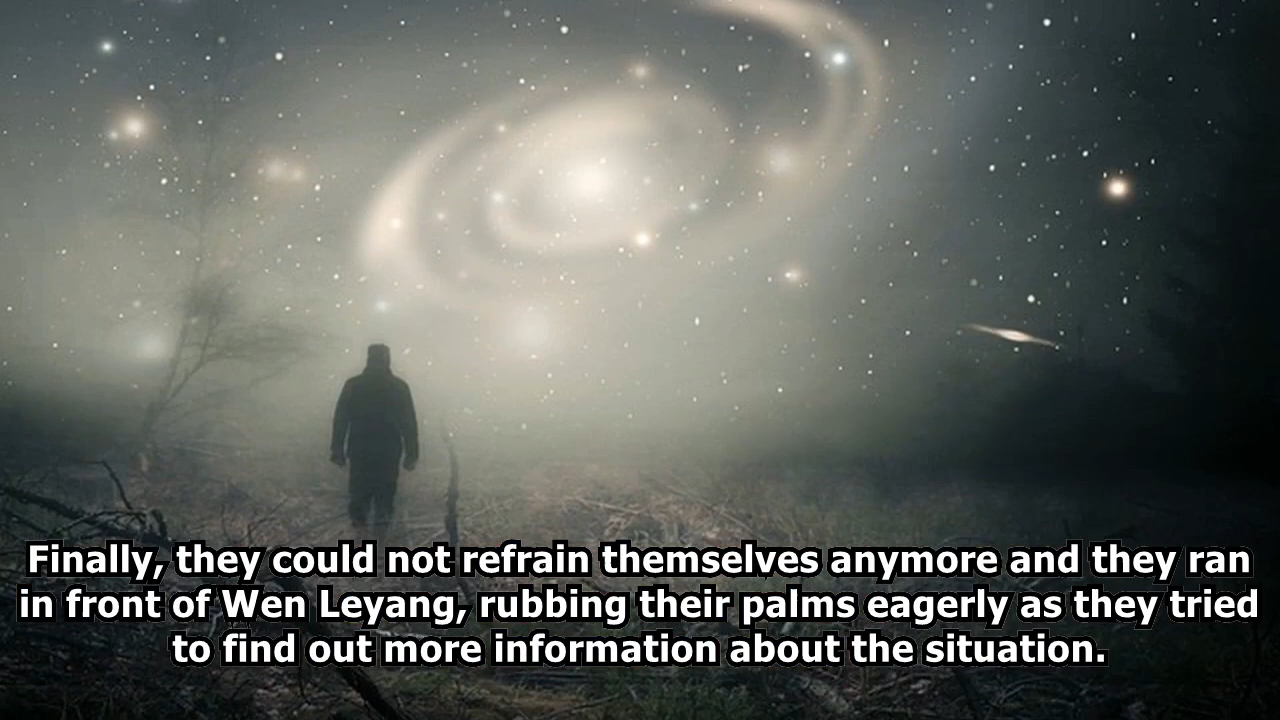 Finally, they could not refrain themselves anymore and they ran
in front of Wen Leyang, rubbing their palms eagerly as they tried
to find out more information about the situation.